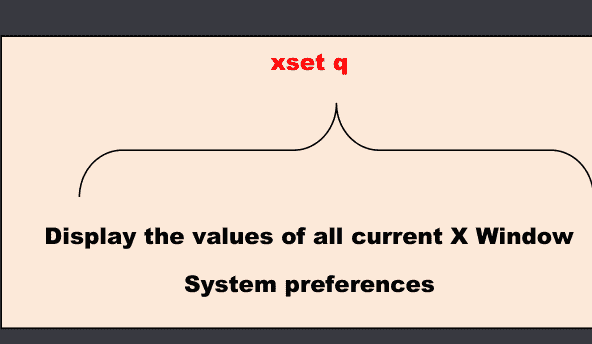 xset q
Display the values of all current X Window
System preferences